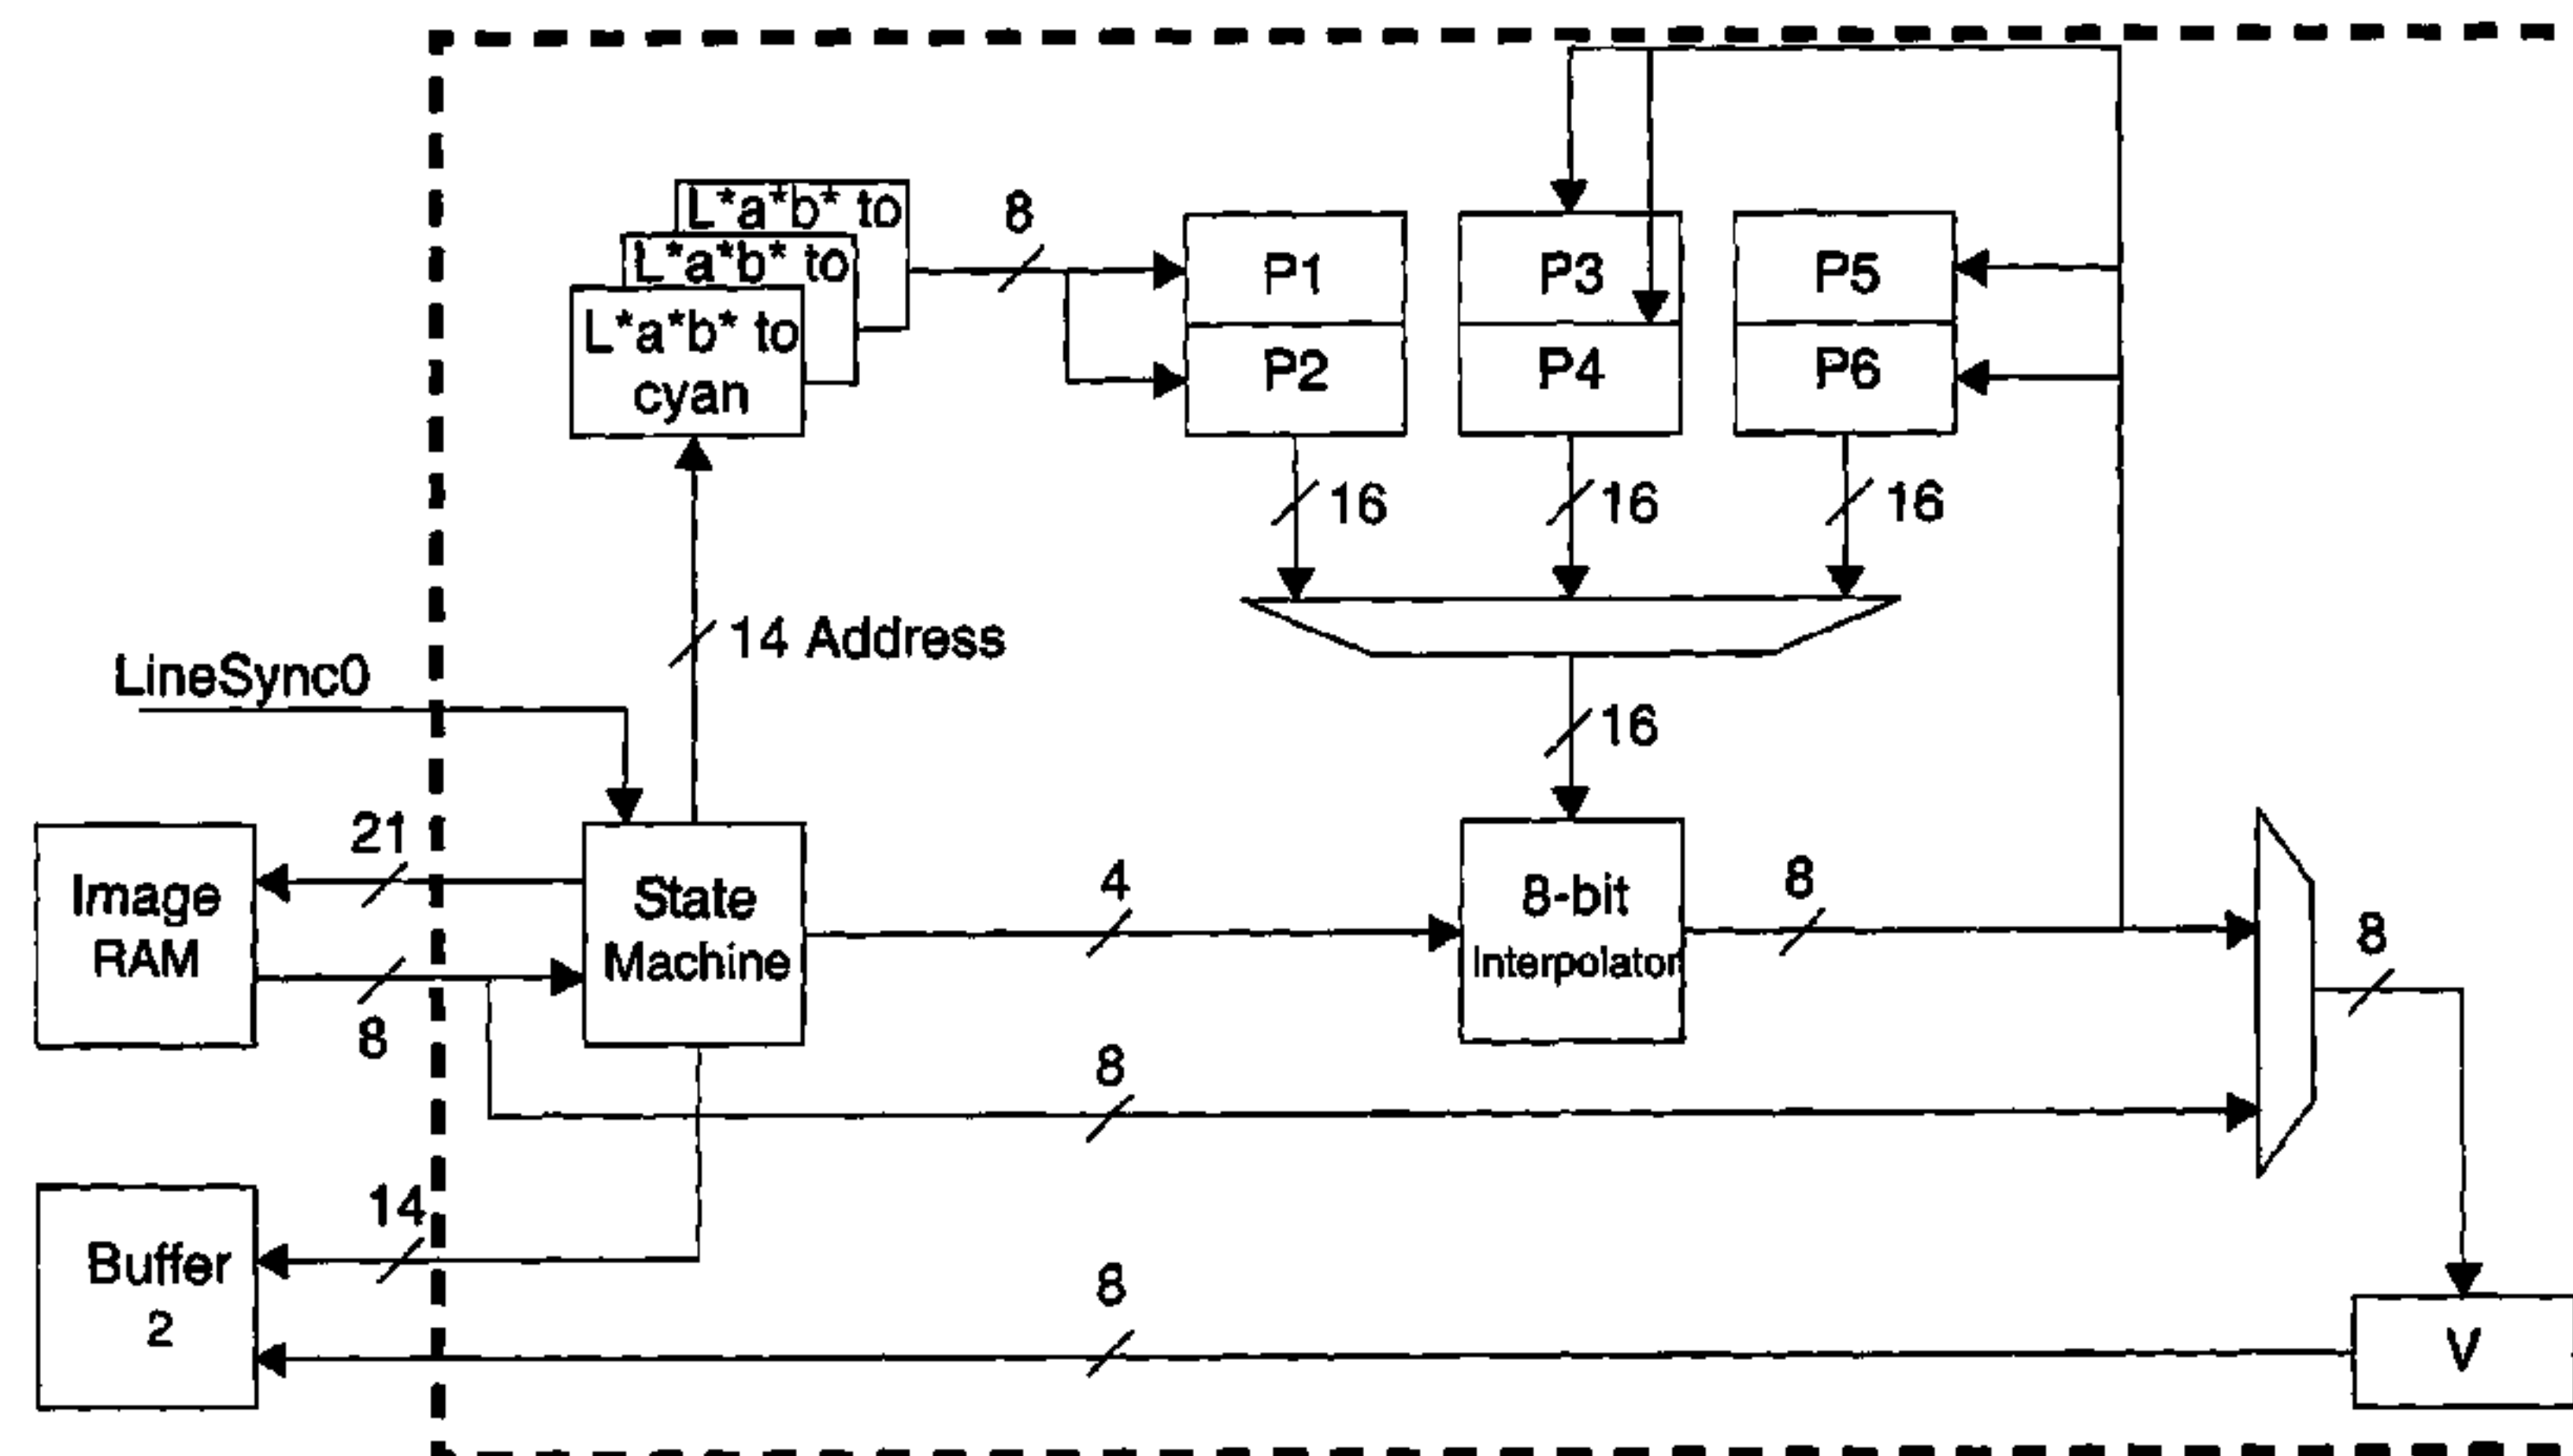 L*a*b* to
L*a*b* to
L*a*b* to
cyan
8
P1
P2
P3
P4
P5
P6
16
16
16
14 Address
LineSync0
16
21
Image
RAM
8
State
Machine
4
8-bit
Interpolator
8
8
8
14
Buffer
2
8
V